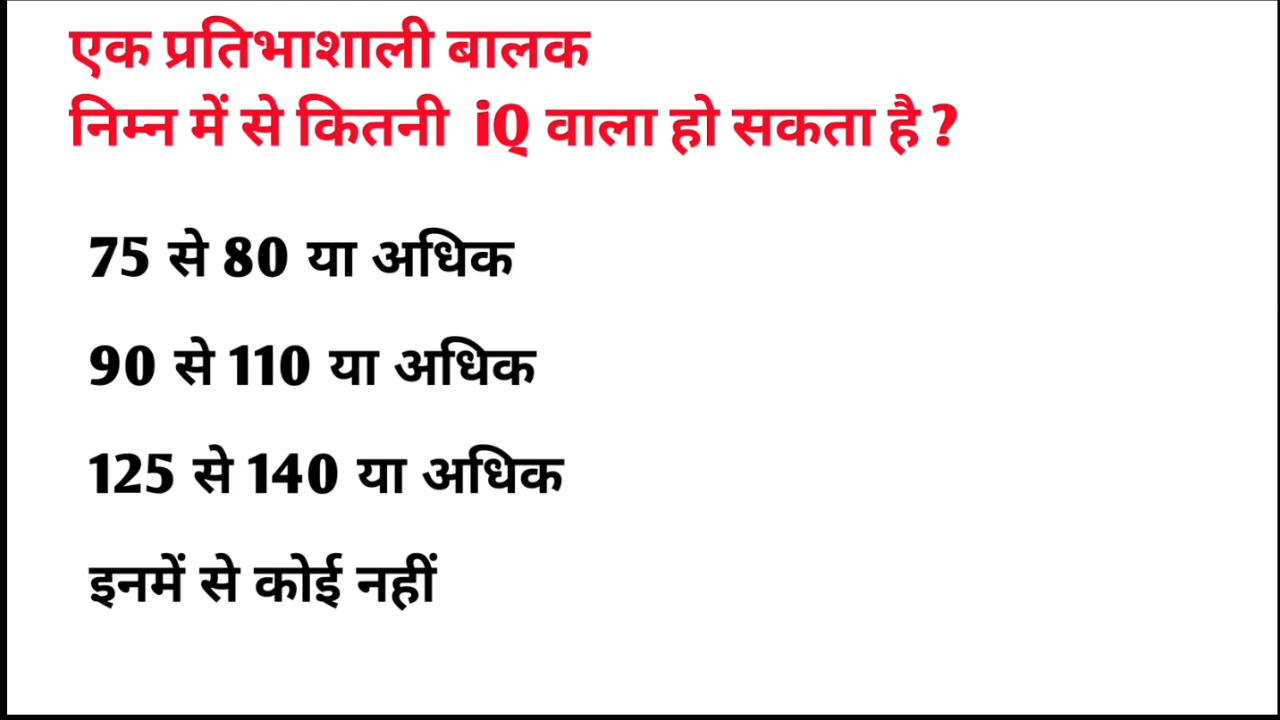 एक प्रतिभाशाली बालक
निम्न में से कितनी iQ वाला हो सकता है ?
75 से 80 या अधिक
90 से 110 या अधिक
125 से 140 या अधिक
इनमें से कोई नहीं